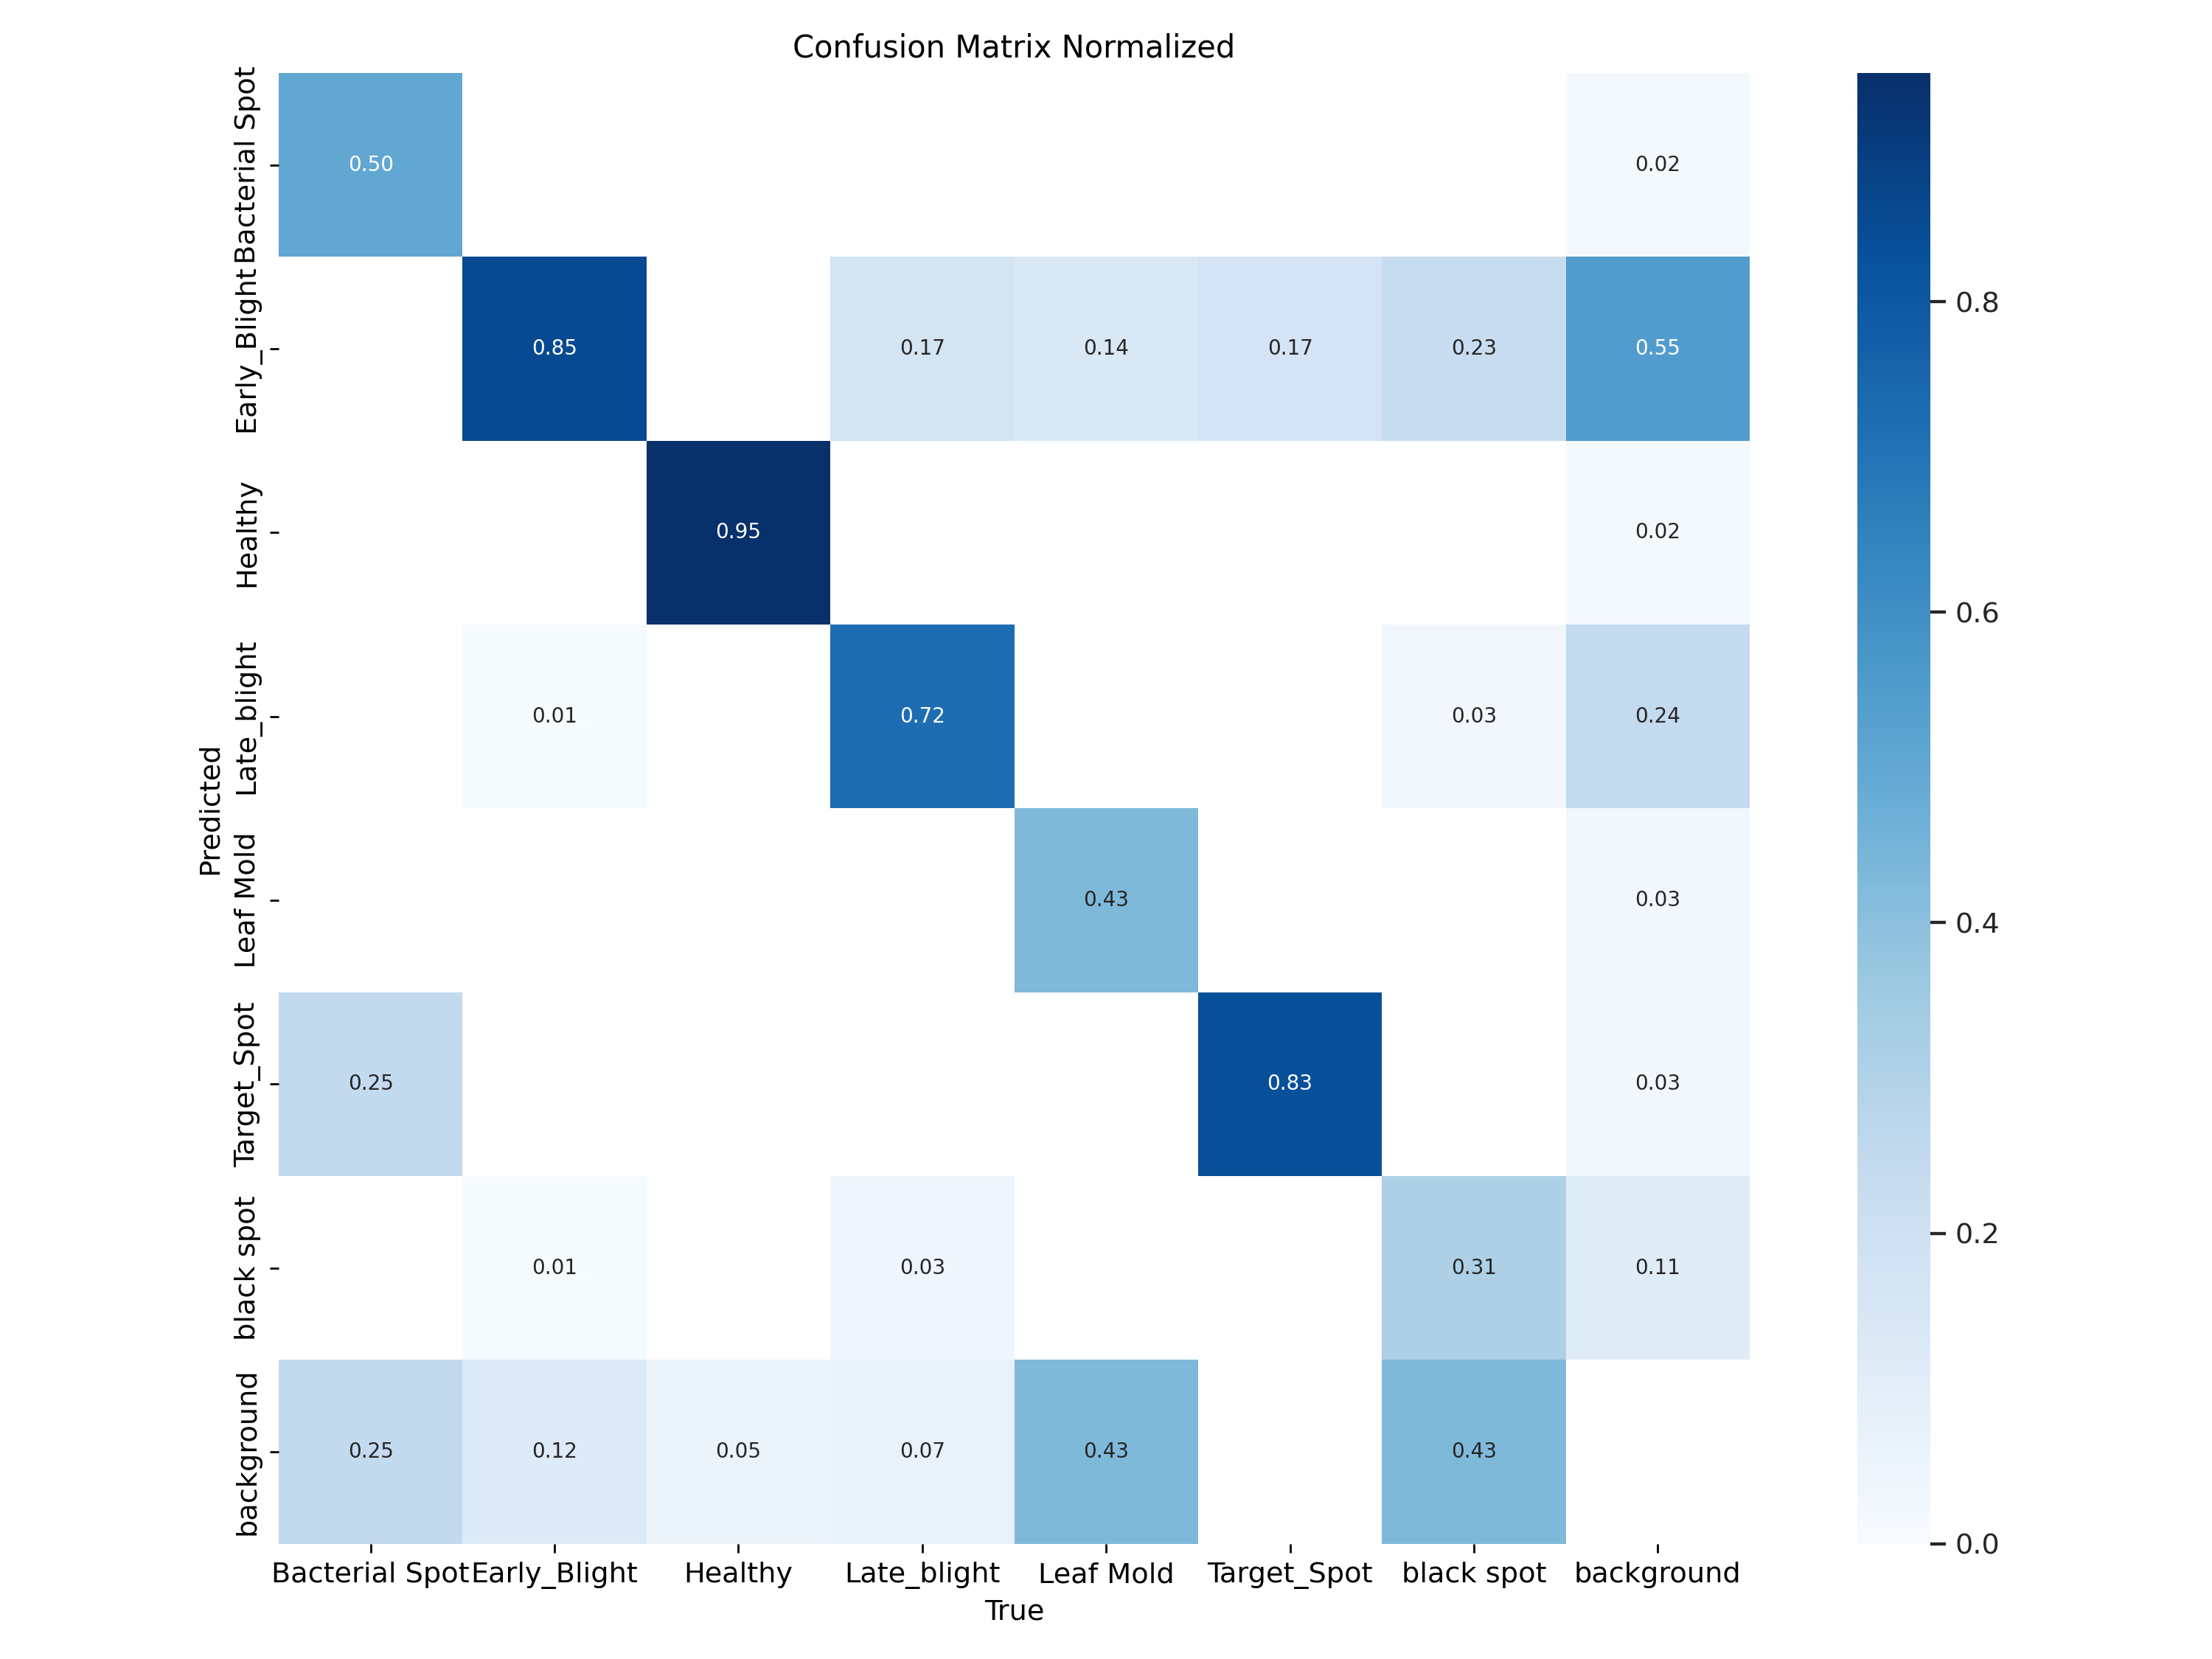 Confusion Matrix Normalized
Predicted
Bacterial Spot
0.50
0.02
Early_Blight
0.85
0.17
0.14
0.17
0.23
0.55
Healthy
0.95
0.02
Late_blight
0.01
0.72
0.03
0.24
Leaf Mold
0.43
0.03
Target_Spot
0.25
0.83
0.03
black spot
0.01
0.03
0.31
0.11
background
0.25
0.12
0.05
0.07
0.43
0.43
Bacterial Spot
Early_Blight
Healthy
Late_blight
Leaf Mold
Target_Spot
black spot
background
True
0.8
0.6
0.4
0.2
0.0